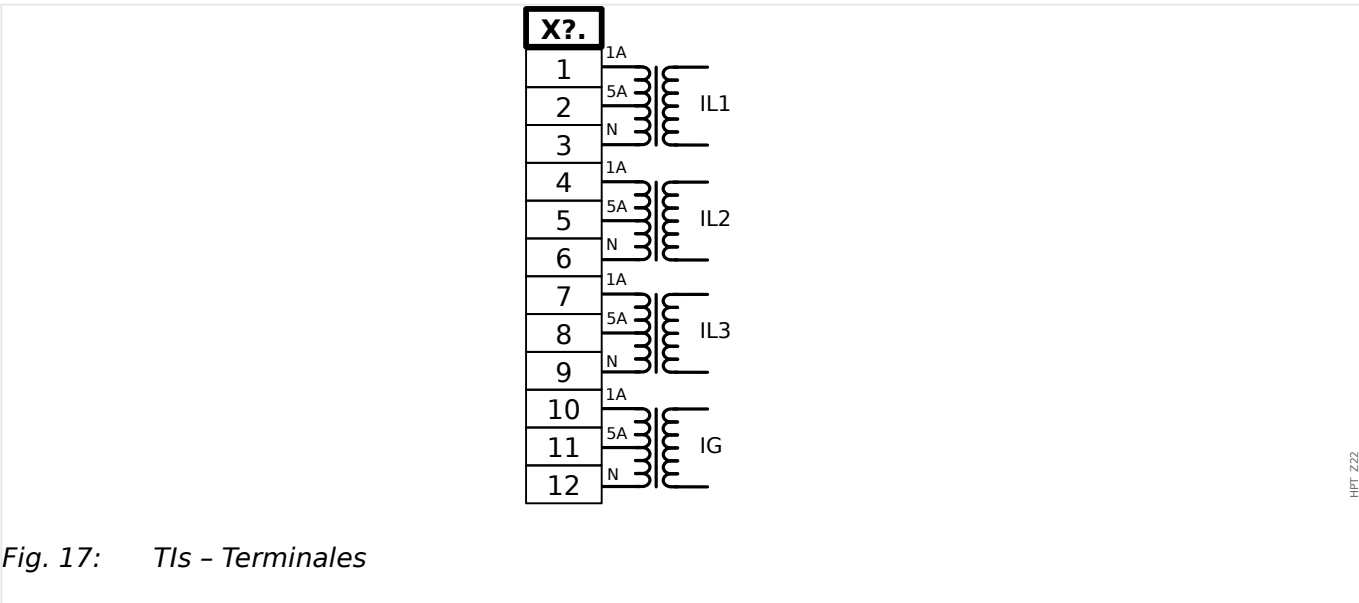 X?.
1A
1
5A
2
IL1
N
3
1A
4
5A
5
IL2
N
6
1A
7
5A
8
IL3
N
9
1A
10
5A
11
IG
N
12
HPT Z22
Fig. 17: TIs – Terminales